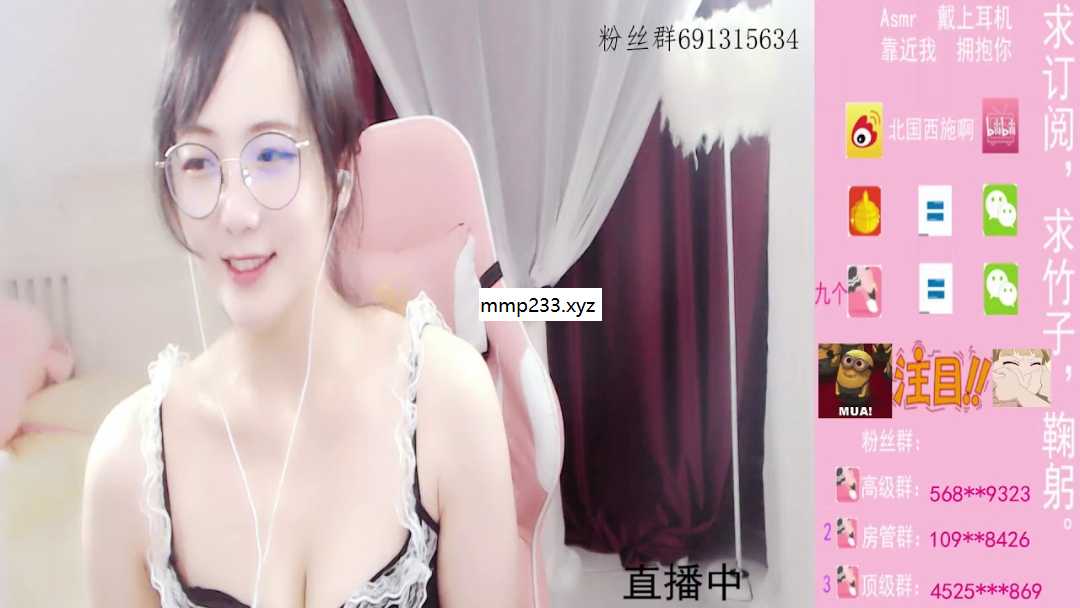 粉丝群691315634
mmp233.xyz
直播中
Asmr 戴上耳机
靠近我 拥抱你
北国西施啊
bilibili
=
九个
=
MUA!
注目!!
粉丝群:
高级群: 568**9323
2 房管群: 109**8426
3 顶级群: 4525***869
求订阅，求竹子，鞠躬。